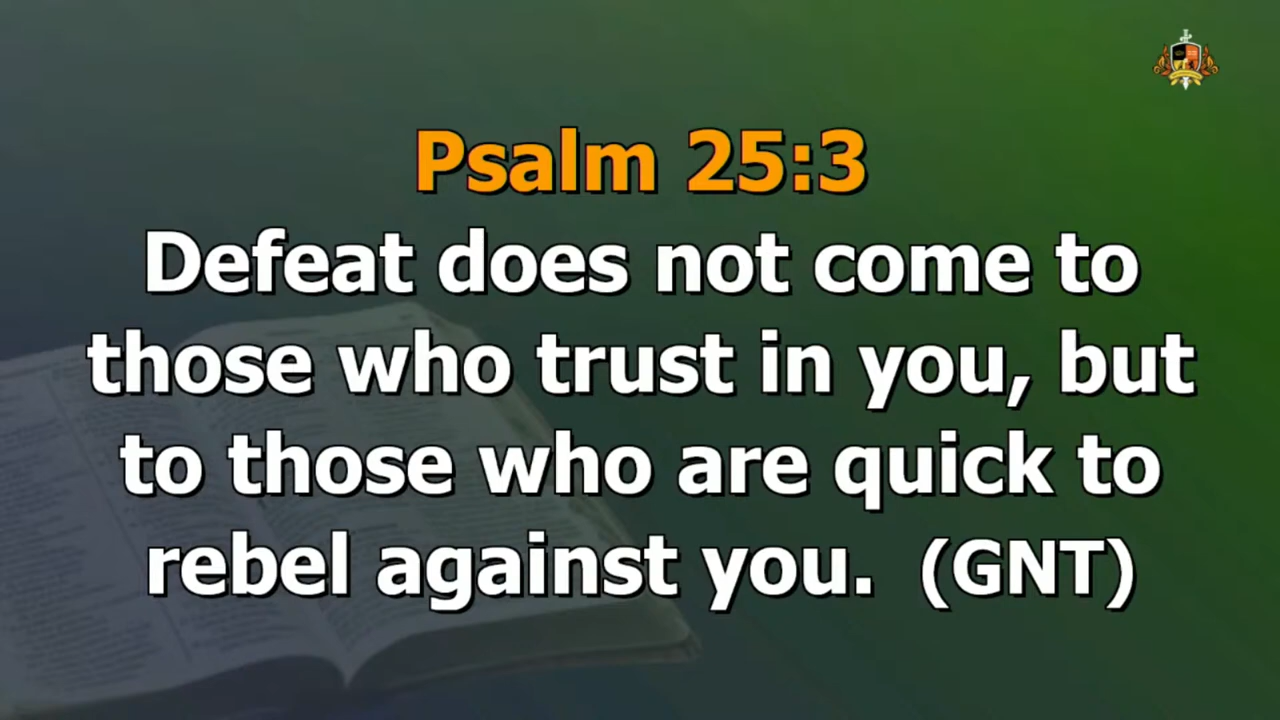 Psalm 25:3
Defeat does not come to
those who trust in you, but
to those who are quick to
rebel against you. (GNT)